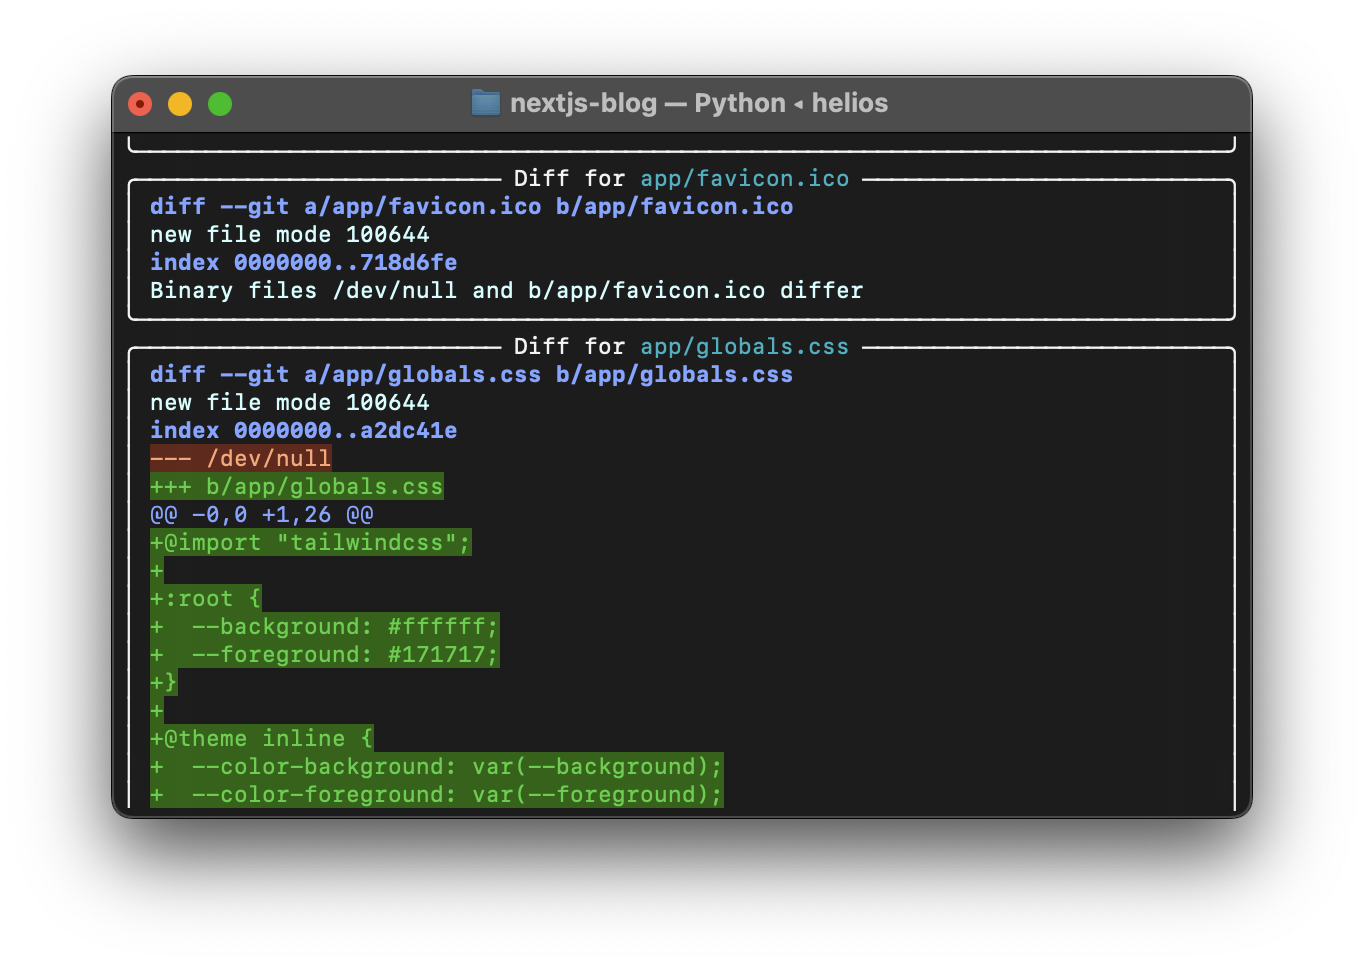 nextjs-blog — Python ◂ helios
Diff for app/favicon.ico
diff --git a/app/favicon.ico b/app/favicon.ico
new file mode 100644
index 0000000..718d6fe
Binary files /dev/null and b/app/favicon.ico differ
Diff for app/globals.css
diff --git a/app/globals.css b/app/globals.css
new file mode 100644
index 0000000..a2dc41e
--- /dev/null
+++ b/app/globals.css
@@ -0,0 +1,26 @@
+@import "tailwindcss";
+
+:root {
+  --background: #ffffff;
+  --foreground: #171717;
+}
+
+@theme inline {
+  --color-background: var(--background);
+  --color-foreground: var(--foreground);